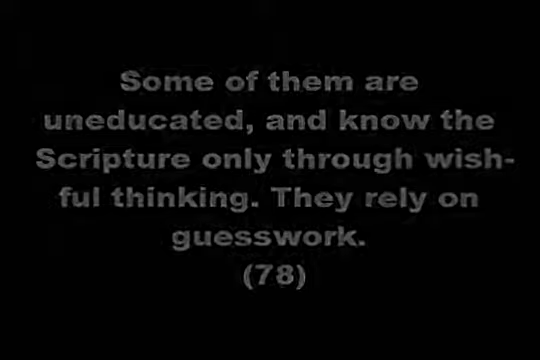 Some of them are
uneducated, and know the
Scripture only through wish-
ful thinking. They rely on
guesswork.
(78)